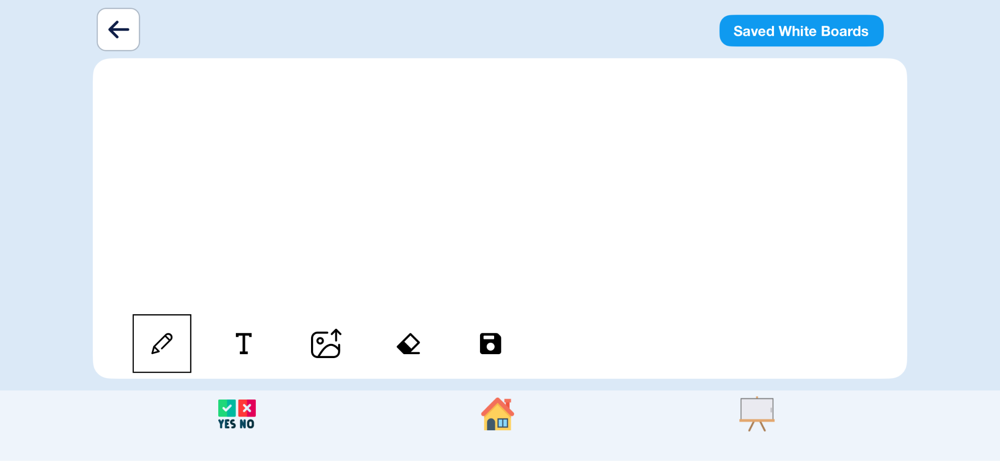 Saved White Boards
YES NO